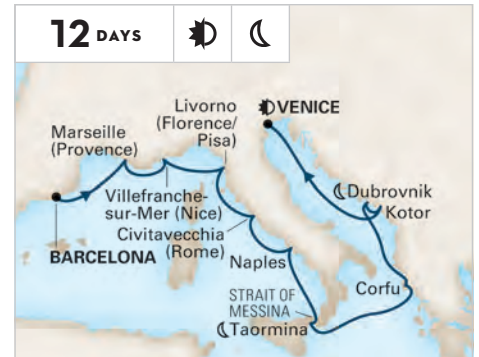 12 DAYS
Livorno
(Florence/
Pisa)
VENICE
Marseille
(Provence)
Dubrovnik
Kotor
Villefranche-
sur-Mer (Nice)
Civitavecchia
(Rome)
BARCELONA
Naples
Corfu
STRAIT OF
MESSINA
Taormina